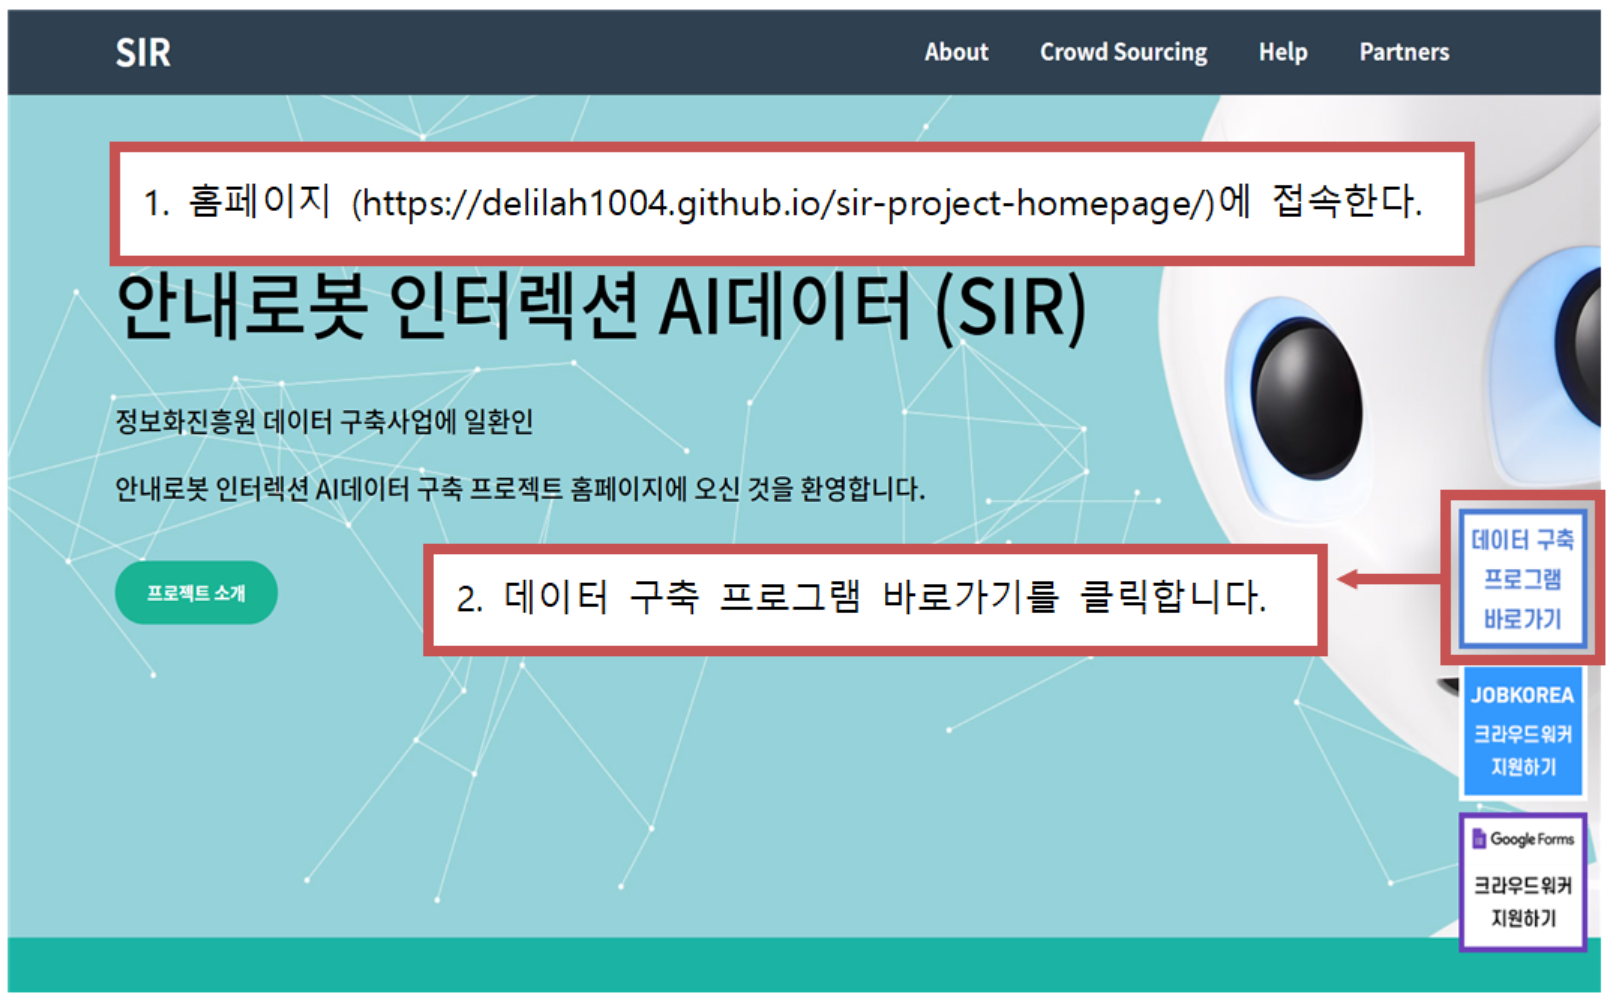 SIR
About Crowd Sourcing Help Partners
1. 홈페이지 (https://delilah1004.github.io/sir-project-homepage/)에 접속한다.
안내로봇 인터렉션 AI데이터 (SIR)
정보화진흥원 데이터 구축사업에 일환인
안내로봇 인터렉션 AI데이터 구축 프로젝트 홈페이지에 오신 것을 환영합니다.
프로젝트 소개
2. 데이터 구축 프로그램 바로가기를 클릭합니다.
데이터 구축
프로그램
바로가기
JOBKOREA
크라우드워커
지원하기
Google Forms
크라우드워커
지원하기